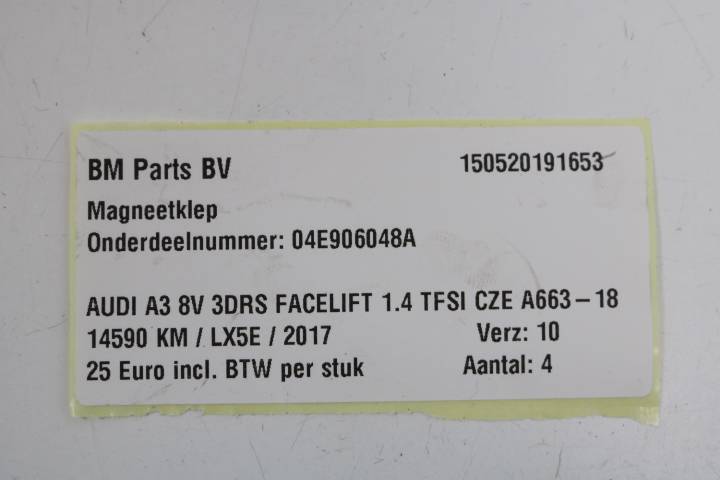 BM Parts BV 150520191653
Magneetklep
Onderdeelnummer: 04E906048A
AUDI A3 8V 3DRS FACELIFT 1.4 TFSI CZE A663-18
14590 KM / LX5E / 2017 Verz: 10
25 Euro incl. BTW per stuk Aantal: 4